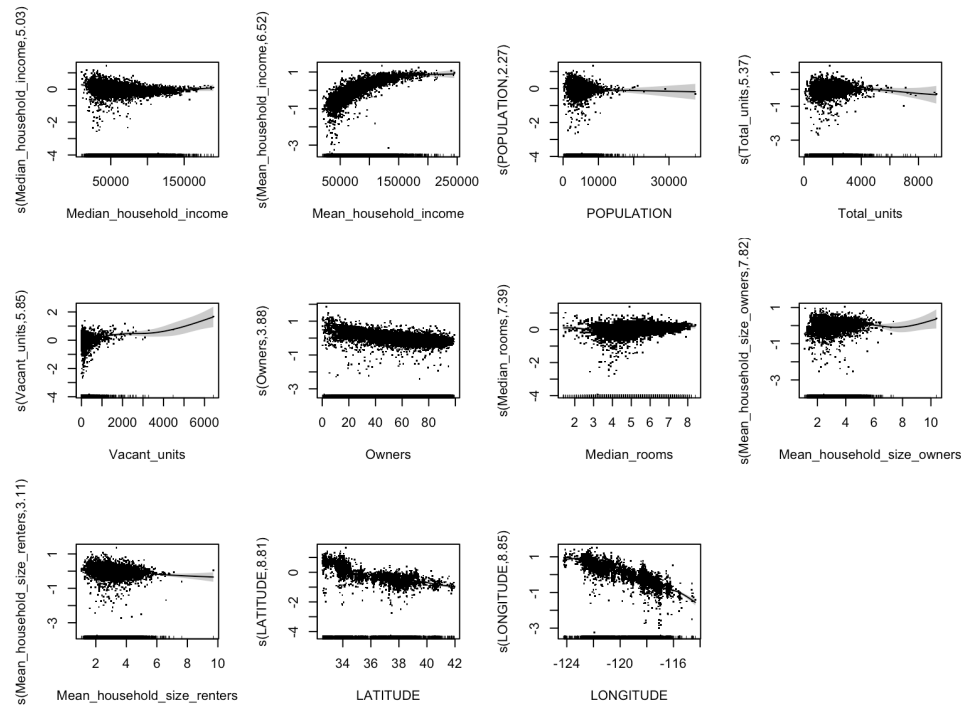 s(Median_household_income,5.03)
0
-2
-4
50000 150000
Median_household_income
s(Mean_household_income,6.52)
1
-1
-3
50000 150000 250000
Mean_household_income
s(POPULATION,2.27)
0
-2
-4
0 10000 30000
POPULATION
s(Total_units,5.37)
1
-1
-3
0 4000 8000
Total_units
s(Vacant_units,5.85)
2
0
-2
-4
0 2000 4000 6000
Vacant_units
s(Owners,3.88)
1
-1
-3
0 20 40 60 80
Owners
s(Median_rooms,7.39)
0
-2
-4
2 3 4 5 6 7 8
Median_rooms
s(Mean_household_size_owners,7.82)
1
-1
-3
2 4 6 8 10
Mean_household_size_owners
s(Mean_household_size_renters,3.11)
1
-1
-3
2 4 6 8 10
Mean_household_size_renters
s(LATITUDE,8.81)
0
-2
-4
34 36 38 40 42
LATITUDE
s(LONGITUDE,8.85)
1
-1
-3
-124 -120 -116
LONGITUDE